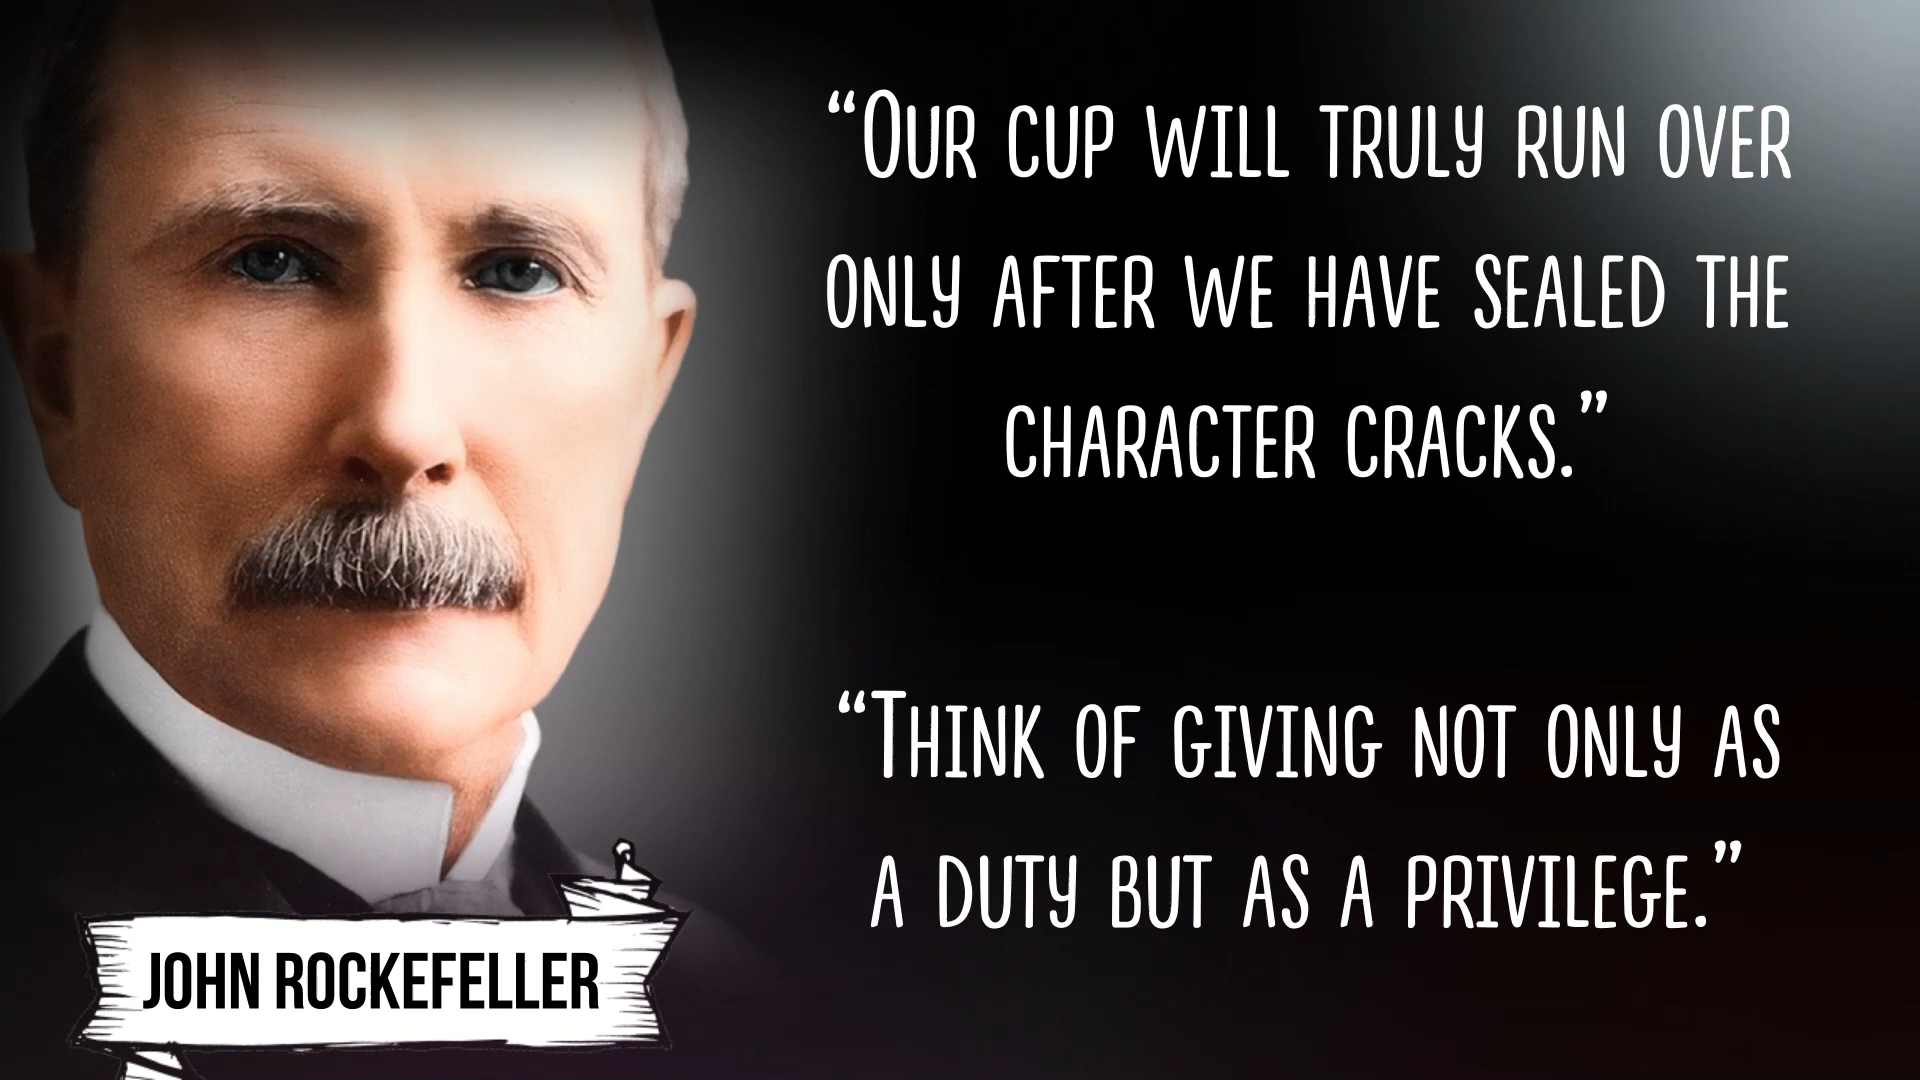 “Our cup will truly run over
only after we have sealed the
character cracks.”
“Think of giving not only as
a duty but as a privilege.”
JOHN ROCKEFELLER